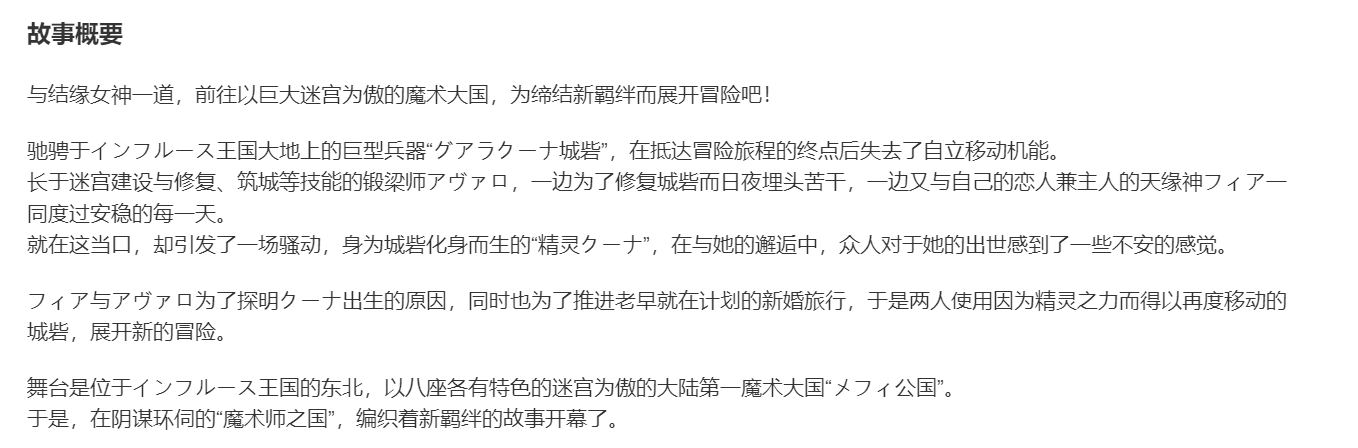 故事概要
与结缘女神一道，前往以巨大迷宫为傲的魔术大国，为缔结新羁绊而展开冒险吧！
驰骋于インフルース王国大地上的巨型兵器“グアラクーナ城砦”，在抵达冒险旅程的终点后失去了自立移动机能。
长于迷宫建设与修复、筑城等技能的锻梁师アヴァロ，一边为了修复城砦而日夜埋头苦干，一边又与自己的恋人兼主人的天缘神フィア一
同度过安稳的每一天。
就在这当口，却引发了一场骚动，身为城砦化身而生的“精灵クーナ”，在与她的邂逅中，众人对于她的出世感到了一些不安的感觉。
フィア与アヴァロ为了探明クーナ出生的原因，同时也为了推进老早就在计划的新婚旅行，于是两人使用因为精灵之力而得以再度移动的
城砦，展开新的冒险。
舞台是位于インフルース王国的东北，以八座各有特色的迷宫为傲的大陆第一魔术大国“メフィ公国”。
于是，在阴谋环伺的“魔术师之国”，编织着新羁绊的故事开幕了。